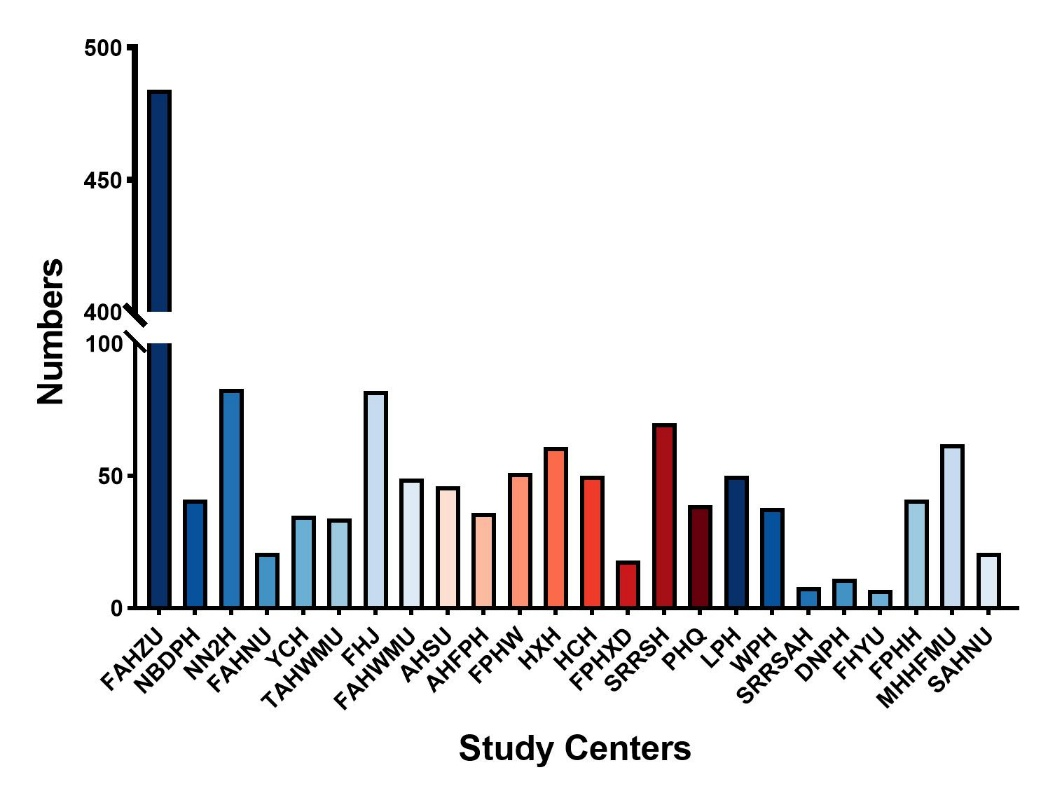 500
450
400
100
50
0
Numbers
FAHZU
NBDPH
NN2H
FAHNU
YCH
TAHWMU
FHJ
FAHWMU
AHSU
AHFPH
FPHW
HXH
HCH
FPHXD
SRRSH
PHQ
LPH
WPH
SRRSAH
DNPH
FHYU
FPHH
MHHFMU
SAHNU
Study Centers